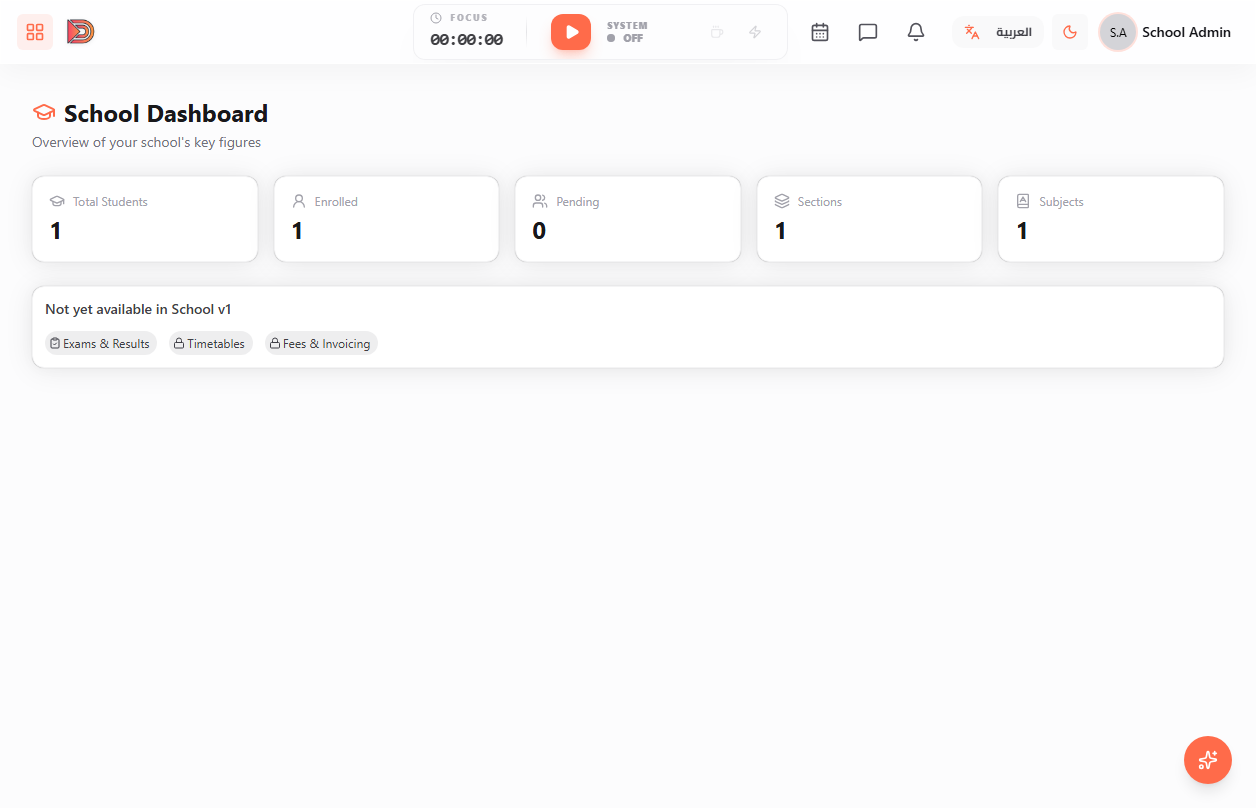 FOCUS
00:00:00
SYSTEM
OFF
العربية
S.A
School Admin
School Dashboard
Overview of your school's key figures
Total Students
1
Enrolled
1
Pending
0
Sections
1
Subjects
1
Not yet available in School v1
Exams & Results
Timetables
Fees & Invoicing